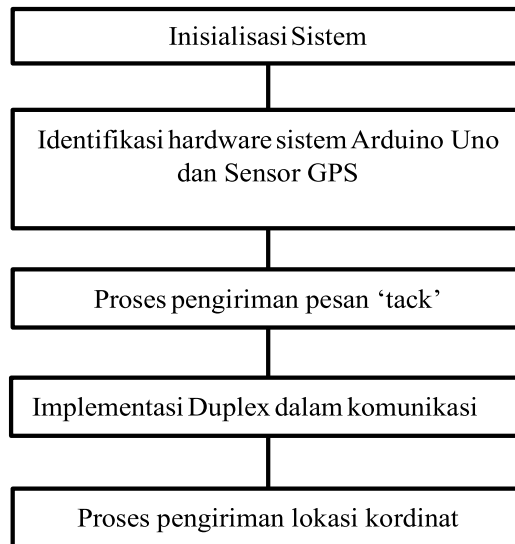 Inisialisasi Sistem
Identifikasi hardware sistem Arduino Uno
dan Sensor GPS
Proses pengiriman pesan ‘tack’
Implementasi Duplex dalam komunikasi
Proses pengiriman lokasi kordinat